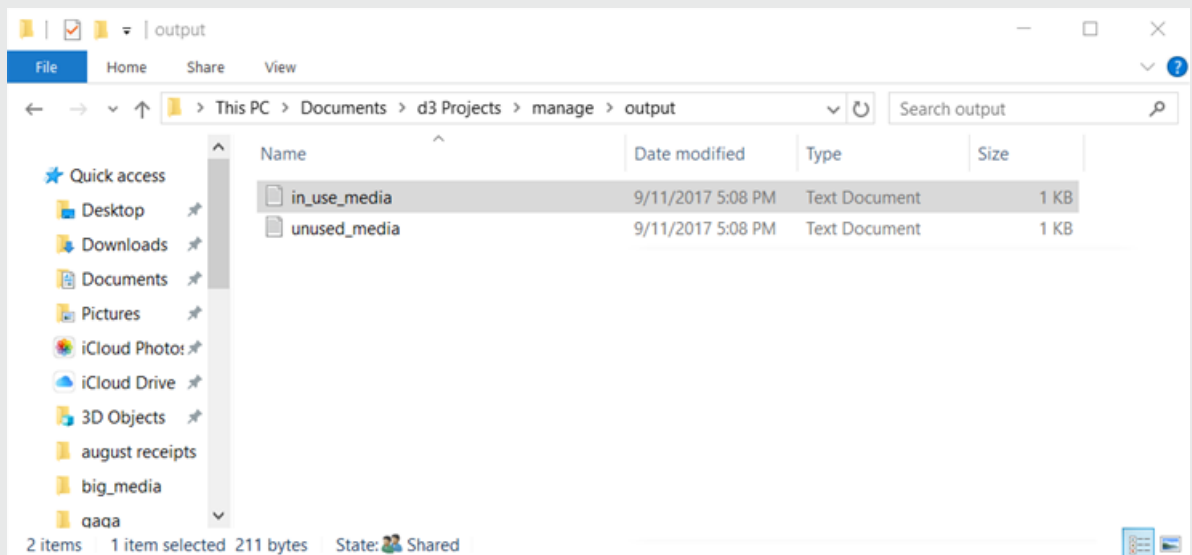 output
File Home Share View
This PC > Documents > d3 Projects > manage > output
Search output
Name Date modified Type Size
Quick access
Desktop
Downloads
Documents
Pictures
iCloud Photos
iCloud Drive
3D Objects
august receipts
big_media
gaga
in_use_media 9/11/2017 5:08 PM Text Document 1 KB
unused_media 9/11/2017 5:08 PM Text Document 1 KB
2 items 1 item selected 211 bytes State: Shared